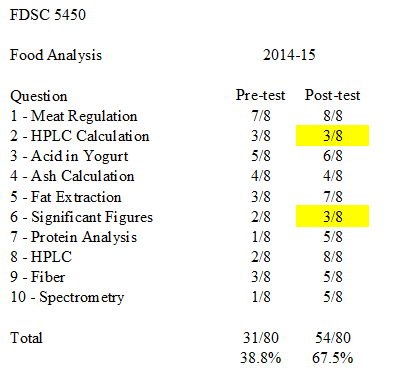 FDSC 5450
Food Analysis 2014-15
Question Pre-test Post-test
1 - Meat Regulation 7/8 8/8
2 - HPLC Calculation 3/8 3/8
3 - Acid in Yogurt 5/8 6/8
4 - Ash Calculation 4/8 4/8
5 - Fat Extraction 3/8 7/8
6 - Significant Figures 2/8 3/8
7 - Protein Analysis 1/8 5/8
8 - HPLC 2/8 8/8
9 - Fiber 3/8 5/8
10 - Spectrometry 1/8 5/8
Total 31/80 54/80
38.8% 67.5%